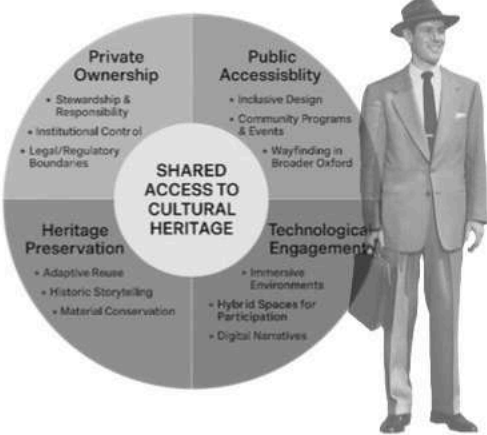 Private
Ownership
• Stewardship &
Responsibility
• Institutional Control
• Legal/Regulatory
Boundaries
Public
Accessisblity
• Inclusive Design
• Community Programs
& Events
• Wayfinding in
Broader Oxford
SHARED
ACCESS TO
CULTURAL
HERITAGE
Heritage
Preservation
• Adaptive Reuse
• Historic Storytelling
• Material Conservation
Technological
Engagement
• Immersive
Environments
• Hybrid Spaces for
Participation
• Digital Narratives